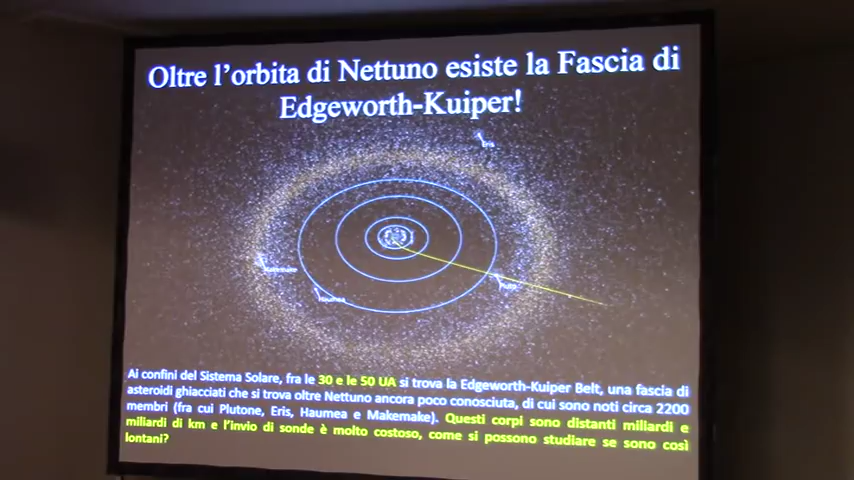 Oltre l'orbita di Nettuno esiste la Fascia di
Edgeworth-Kuiper!
Eris
Makemake
Pluto
Haumea
Ai confini del Sistema Solare, fra le 30 e le 50 UA si trova la Edgeworth-Kuiper Belt, una fascia di
asteroidi ghiacciati che si trova oltre Nettuno ancora poco conosciuta, di cui sono noti circa 2200
membri (fra cui Plutone, Eris, Haumea e Makemake). Questi corpi sono distanti miliardi e
miliardi di km e l'invio di sonde è molto costoso, come si possono studiare se sono così
lontani?